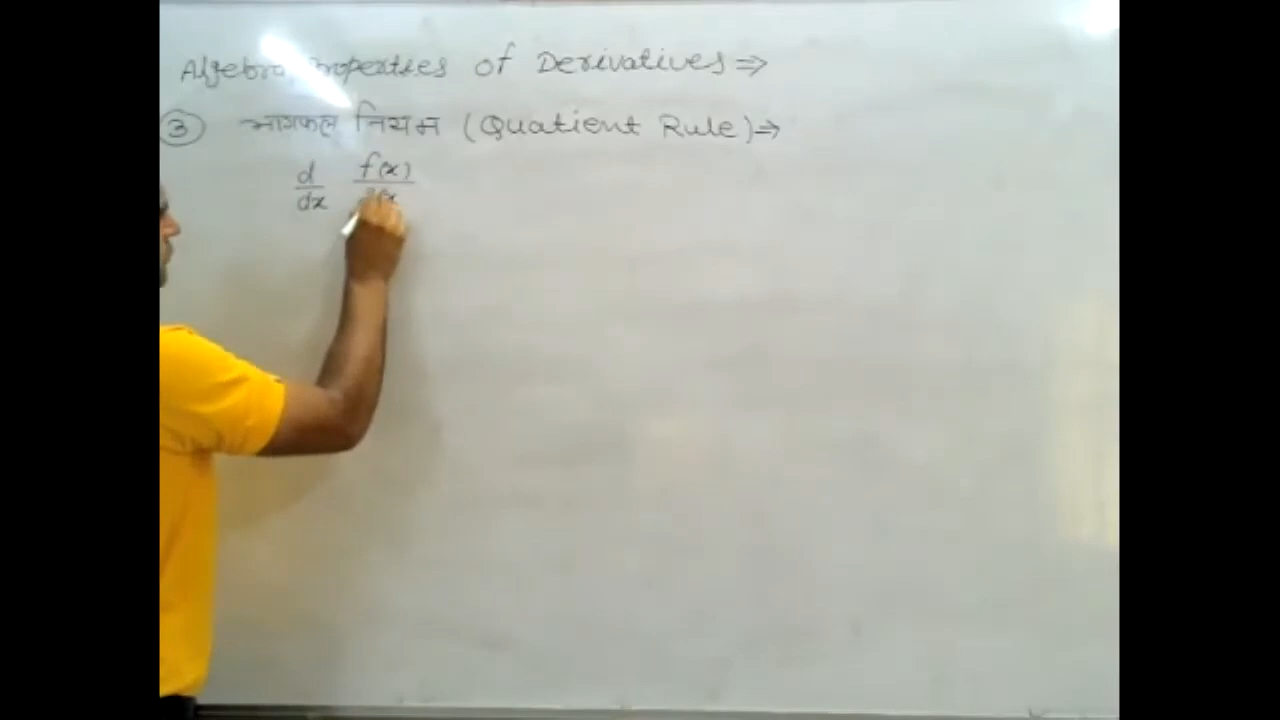 Algebra Properties of Derivatives ⇒
③ भागफल नियम (Quatient Rule) ⇒
d/dx f(x)/g(x